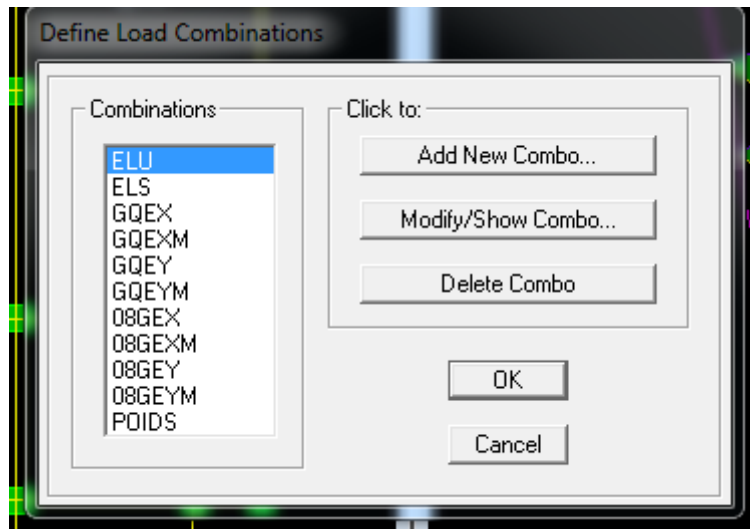 Define Load Combinations
Combinations
ELU
ELS
GQEX
GQEXM
GQEY
GQEYM
08GEX
08GEXM
08GEY
08GEYM
POIDS
Click to:
Add New Combo...
Modify/Show Combo...
Delete Combo
OK
Cancel